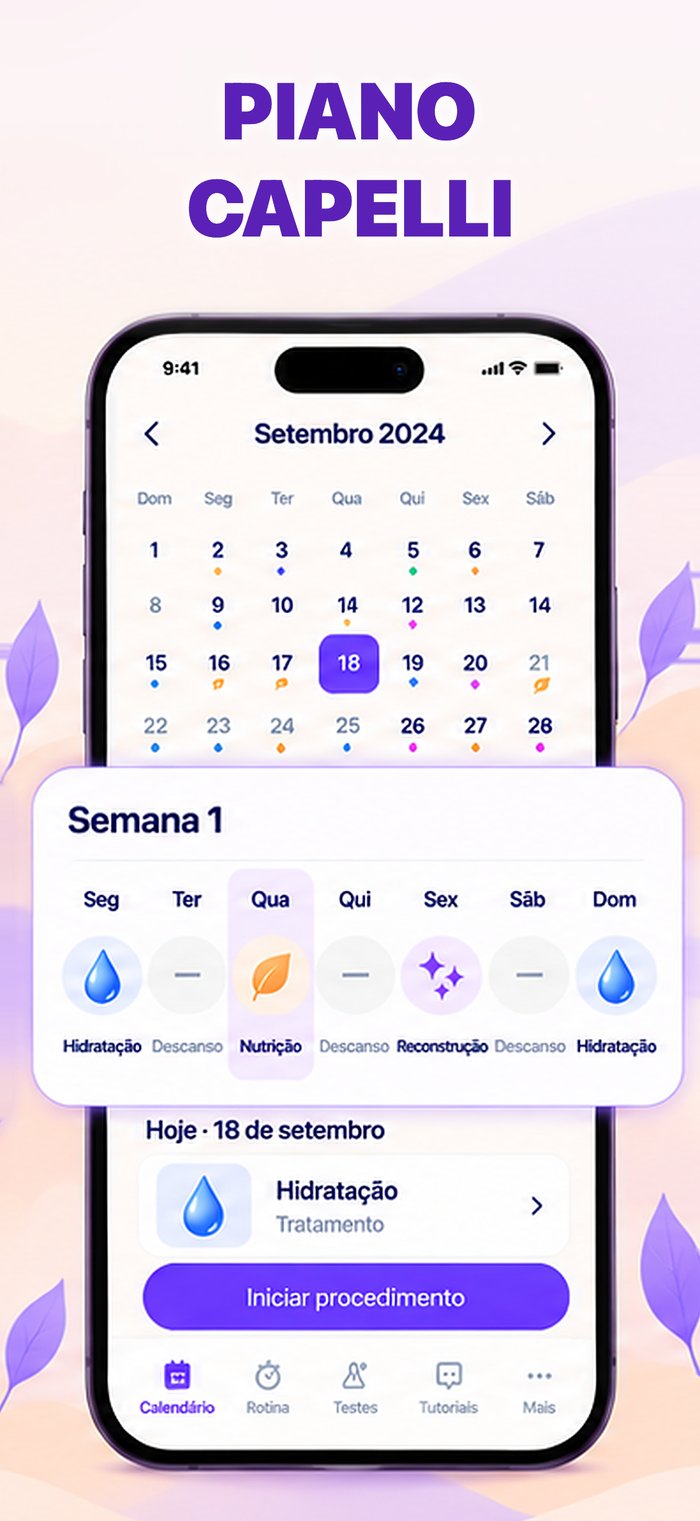 PIANO
CAPELLI
9:41
Setembro 2024
Dom Seg Ter Qua Qui Sex Sáb
1 2 3 4 5 6 7
8 9 10 14 12 13 14
15 16 17 18 19 20 21
22 23 24 25 26 27 28
Semana 1
Seg Ter Qua Qui Sex Sāb Dom
Hidratação Descanso Nutrição Descanso Reconstrução Descanso Hidratação
Hoje · 18 de setembro
Hidratação
Tratamento
Iniciar procedimento
Calendário Rotina Testes Tutoriais Mais